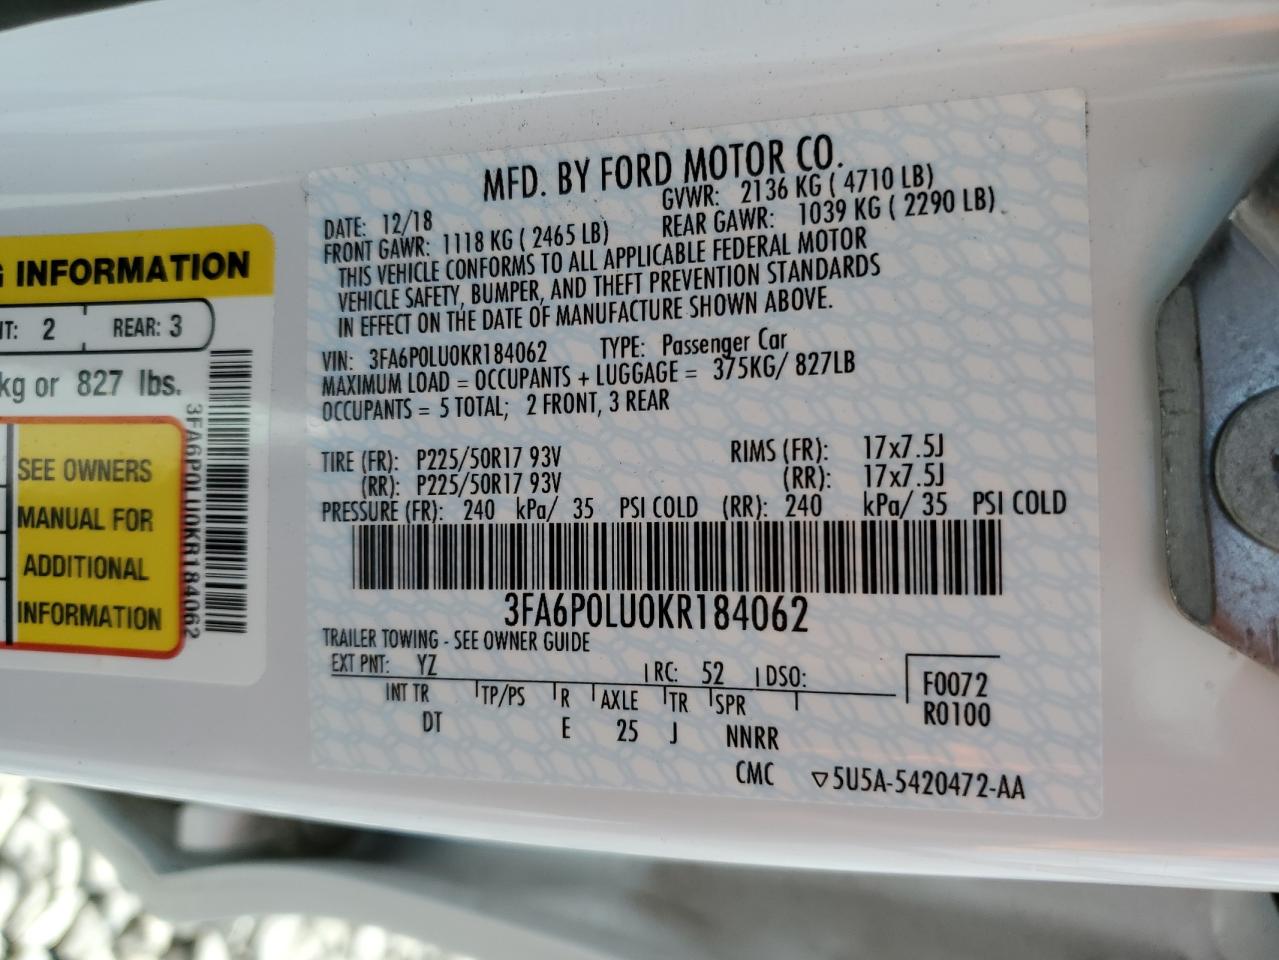 MFD. BY FORD MOTOR CO.
DATE: 12/18 GVWR: 2136 KG ( 4710 LB)
FRONT GAWR: 1118 KG ( 2465 LB) REAR GAWR: 1039 KG ( 2290 LB)
THIS VEHICLE CONFORMS TO ALL APPLICABLE FEDERAL MOTOR
VEHICLE SAFETY, BUMPER, AND THEFT PREVENTION STANDARDS
IN EFFECT ON THE DATE OF MANUFACTURE SHOWN ABOVE.
VIN: 3FA6P0LU0KR184062 TYPE: Passenger Car
MAXIMUM LOAD = OCCUPANTS + LUGGAGE = 375KG/ 827LB
OCCUPANTS = 5 TOTAL; 2 FRONT, 3 REAR
TIRE (FR): P225/50R17 93V RIMS (FR): 17x7.5J
(RR): P225/50R17 93V (RR): 17x7.5J
PRESSURE (FR): 240 kPa/ 35 PSI COLD (RR): 240 kPa/ 35 PSI COLD
3FA6P0LU0KR184062
TRAILER TOWING - SEE OWNER GUIDE
EXT PNT: YZ RC: 52 DSO:
INT TR TP/PS R AXLE TR SPR
DT E 25 J NNRR
F0072
R0100
CMC ▽5U5A-5420472-AA
G INFORMATION
NT: 2 REAR: 3
kg or 827 lbs.
SEE OWNERS
MANUAL FOR
ADDITIONAL
INFORMATION
3FA6P0LU0KR184062